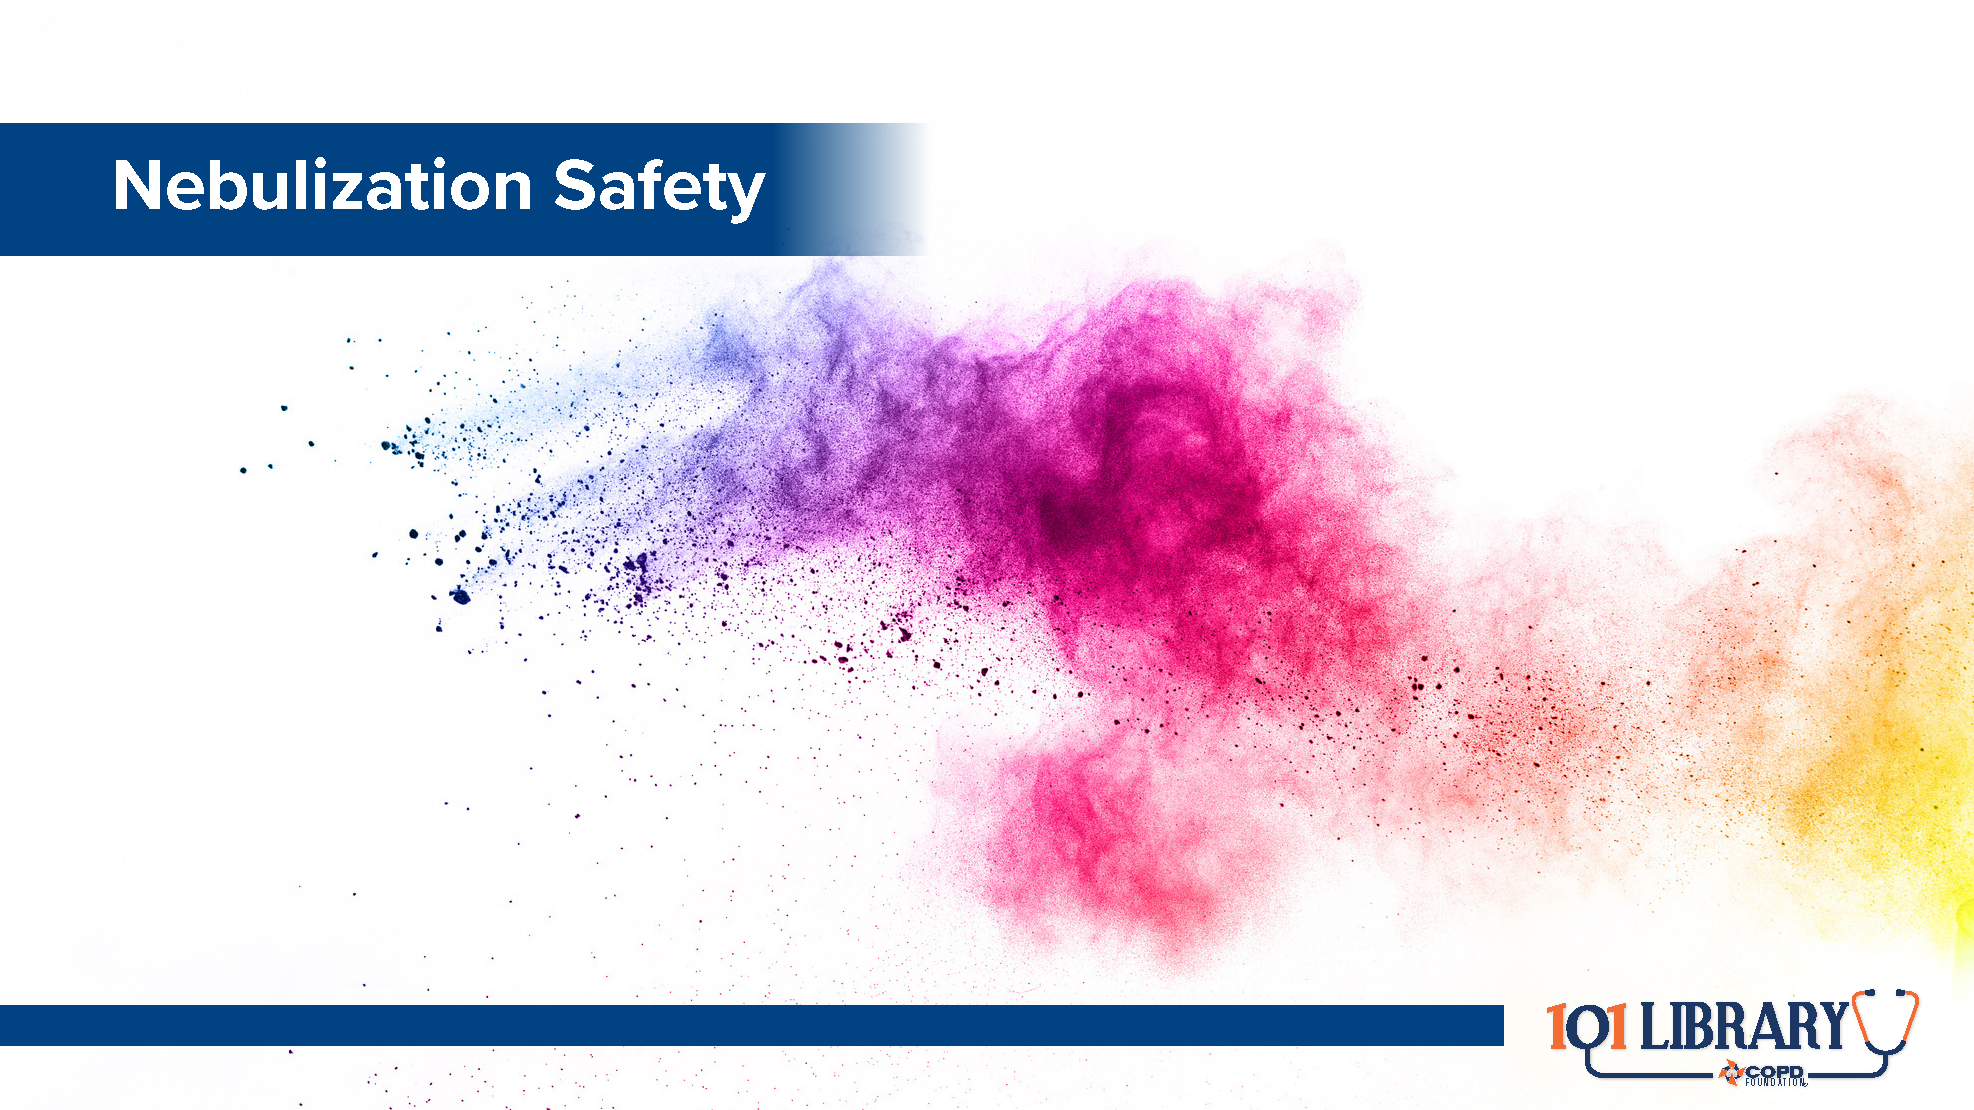 Nebulization Safety
101 LIBRARY
COPD
FOUNDATION